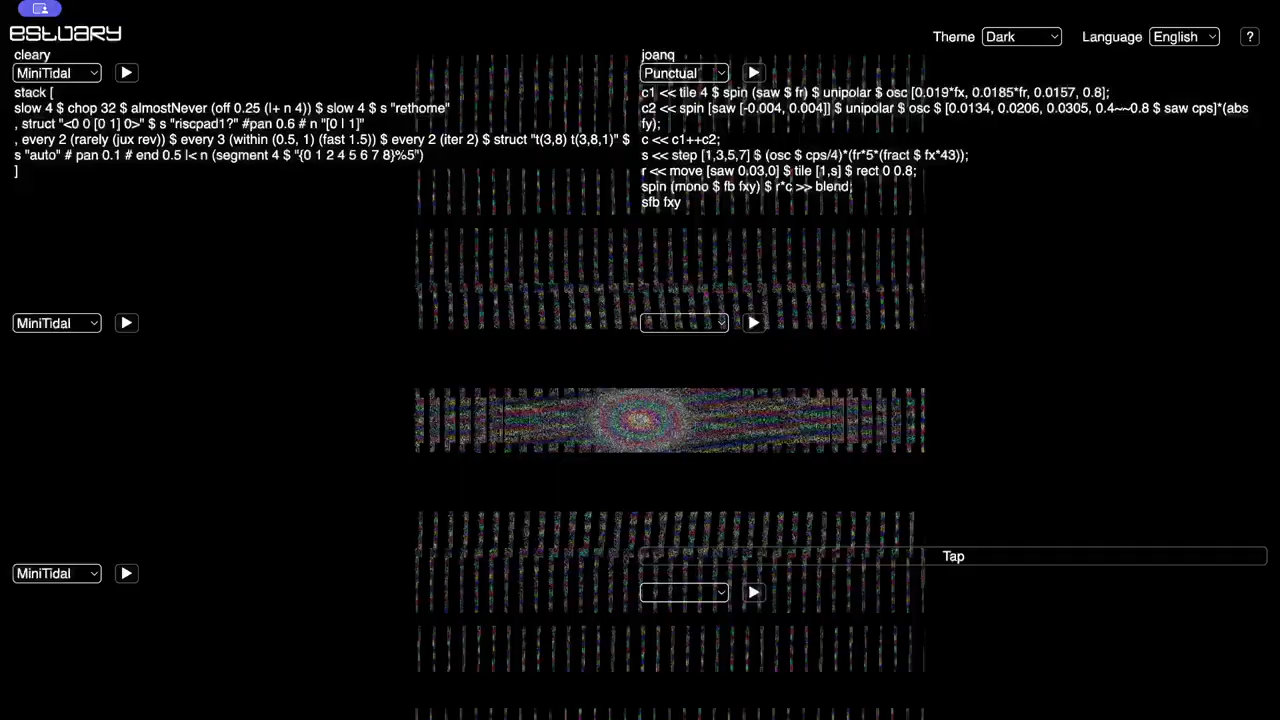 estuary
Theme Dark Language English ?
cleary
MiniTidal
stack [
slow 4 $ chop 32 $ almostNever (off 0.25 (|+ n 4)) $ slow 4 $ s "rethome"
, struct "<0 0 [0 1] 0>" $ s "riscpad1?" #pan 0.6 # n "[0 | 1]"
, every 2 (rarely (jux rev)) $ every 3 (within (0.5, 1) (fast 1.5)) $ every 2 (iter 2) $ struct "t(3,8) t(3,8,1)" $
s "auto" # pan 0.1 # end 0.5 |< n (segment 4 $ "{0 1 2 4 5 6 7 8}%5")
]
MiniTidal
MiniTidal
joanq
Punctual
c1 << tile 4 $ spin (saw $ fr) $ unipolar $ osc [0.019*fx, 0.0185*fr, 0.0157, 0.8];
c2 << spin [saw [-0.004, 0.004]] $ unipolar $ osc $ [0.0134, 0.0206, 0.0305, 0.4~~0.8 $ saw cps]*(abs
fy);
c << c1++c2;
s << step [1,3,5,7] $ (osc $ cps/4)*(fr*5*(fract $ fx*43));
r << move [saw 0,03,0] $ tile [1,s] $ rect 0 0.8;
spin (mono $ fb fxy) $ r*c >> blend;
sfb fxy
Tap